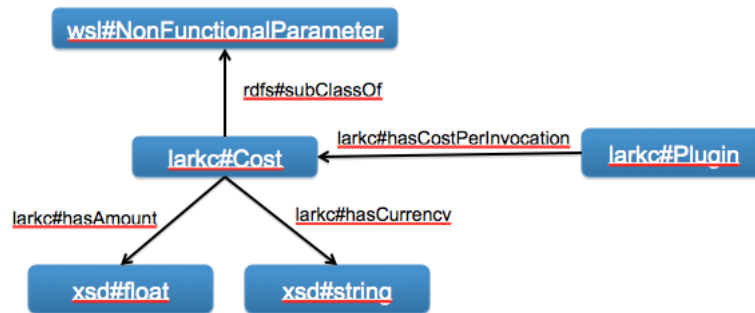 wsl#NonFunctionalParameter
rdfs#subClassOf
larkc#hasCostPerInvocation
larkc#Cost
larkc#Plugin
larkc#hasAmount
larkc#hasCurrency
xsd#float
xsd#string